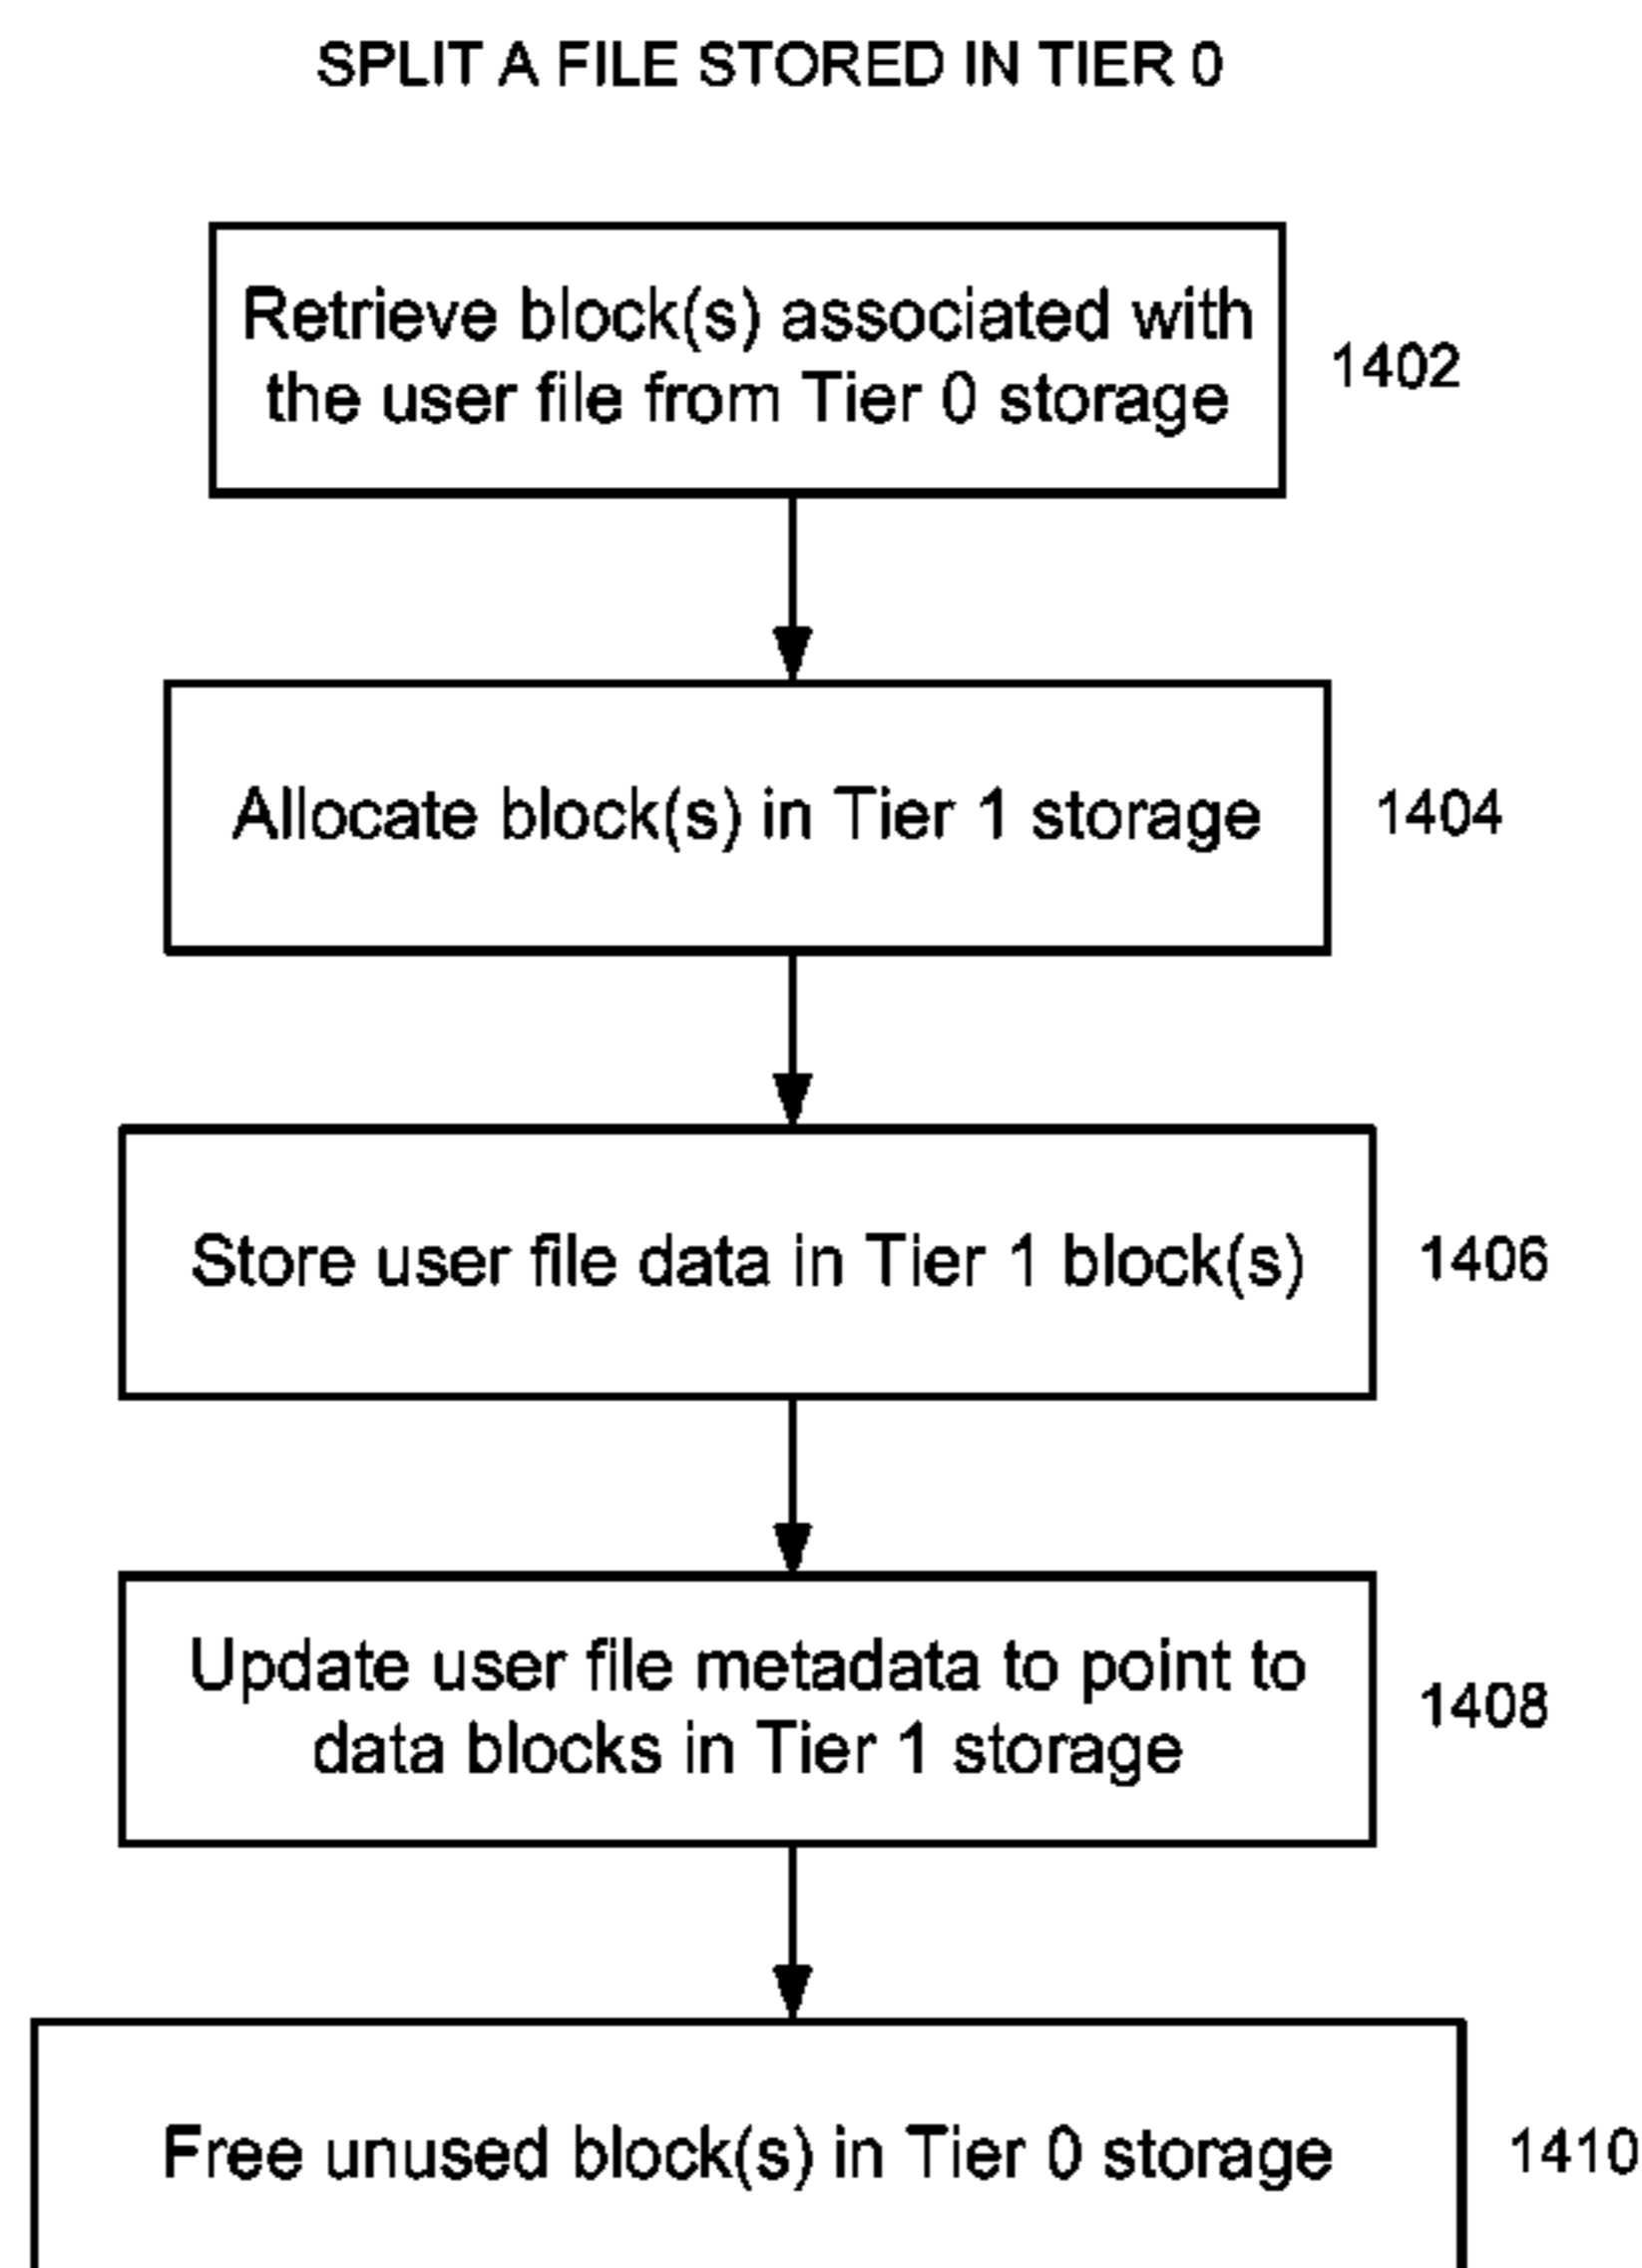 SPLIT A FILE STORED IN TIER 0
Retrieve block(s) associated with
the user file from Tier 0 storage
1402
Allocate block(s) in Tier 1 storage
1404
Store user file data in Tier 1 block(s)
1406
Update user file metadata to point to
data blocks in Tier 1 storage
1408
Free unused block(s) in Tier 0 storage
1410